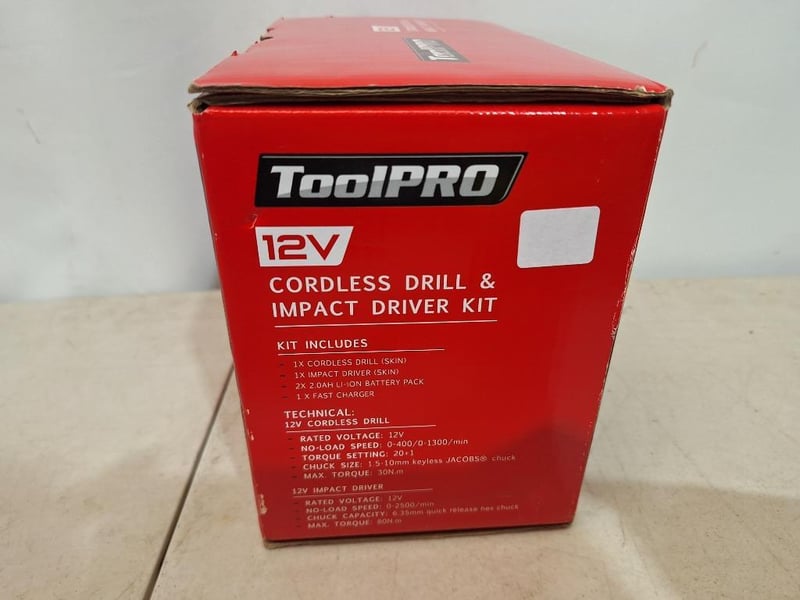 ToolPRO
ToolPRO
12V
CORDLESS DRILL &
IMPACT DRIVER KIT
KIT INCLUDES
- 1X CORDLESS DRILL (SKIN)
- 1X IMPACT DRIVER (SKIN)
- 2X 2.0AH LI-ION BATTERY PACK
- 1 X FAST CHARGER
TECHNICAL:
12V CORDLESS DRILL
- RATED VOLTAGE: 12V
- NO-LOAD SPEED: 0-400/0-1300/min
- TORQUE SETTING: 20+1
- CHUCK SIZE: 1.5-10mm keyless JACOBS® chuck
- MAX. TORQUE: 30N.m
12V IMPACT DRIVER
- RATED VOLTAGE: 12V
- NO-LOAD SPEED: 0-2500/min
- CHUCK CAPACITY: 6.35mm quick release hex chuck
- MAX. TORQUE: 80N.m